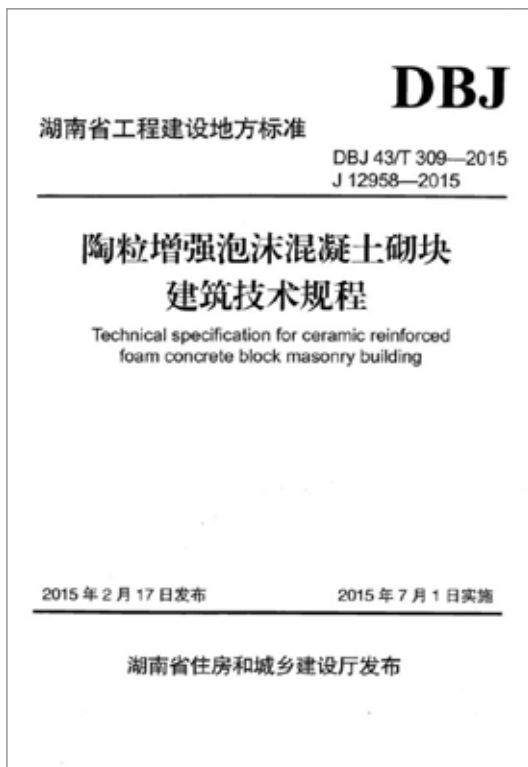 DBJ
湖南省工程建设地方标准
DBJ 43/T 309—2015
J 12958—2015
陶粒增强泡沫混凝土砌块
建筑技术规程
Technical specification for ceramic reinforced
foam concrete block masonry building
2015年2月17日发布 2015年7月1日实施
湖南省住房和城乡建设厅发布